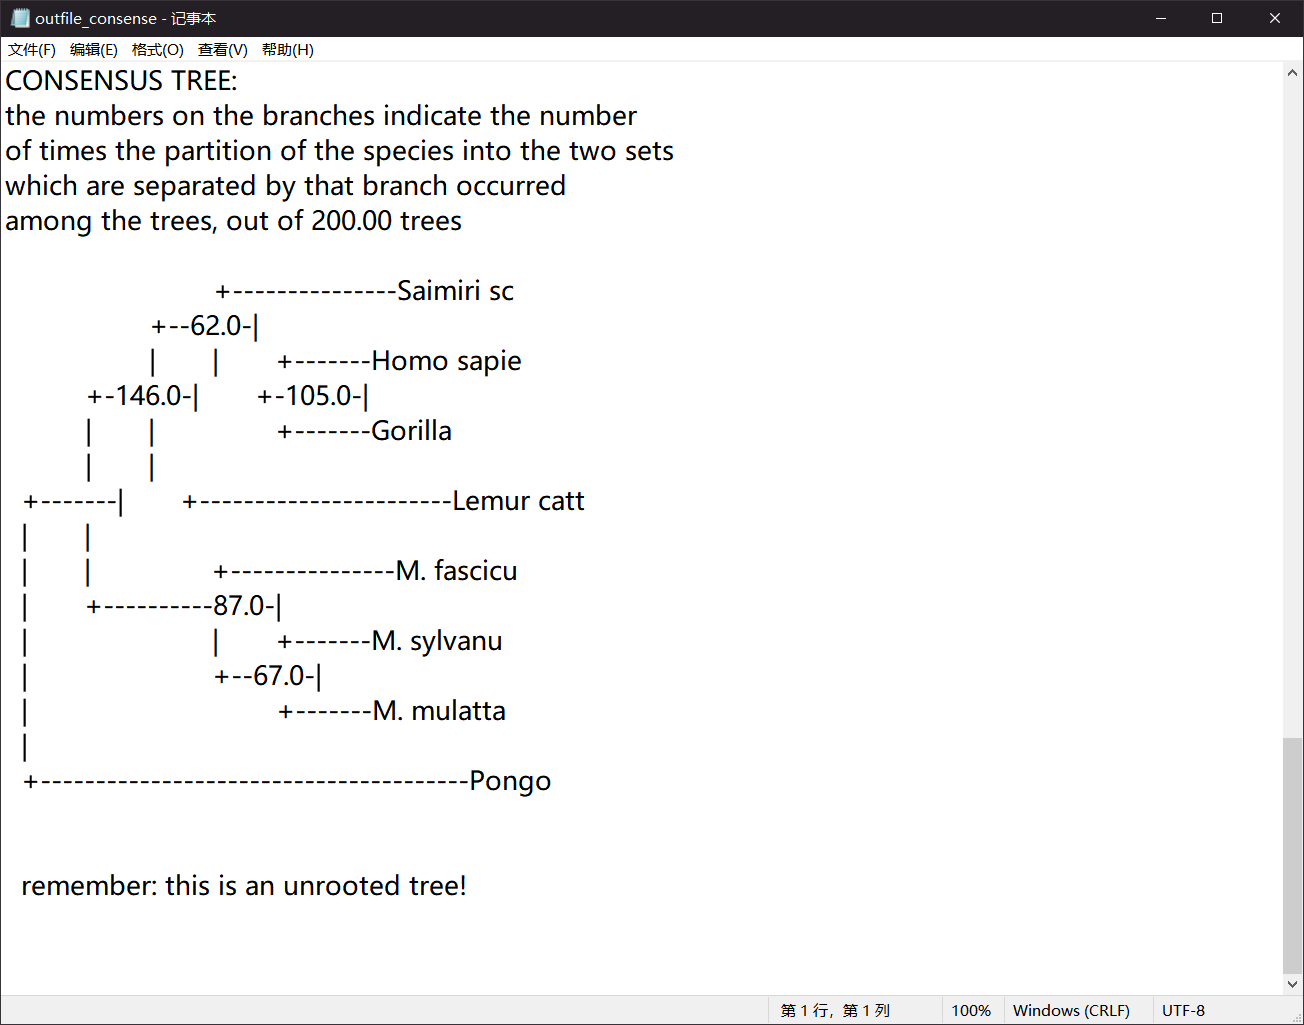 outfile_consense - 记事本
文件(F) 编辑(E) 格式(O) 查看(V) 帮助(H)
CONSENSUS TREE:
the numbers on the branches indicate the number
of times the partition of the species into the two sets
which are separated by that branch occurred
among the trees, out of 200.00 trees
+---------------Saimiri sc
+--62.0-|
| | +-------Homo sapie
+-146.0-| +-105.0-|
| | +-------Gorilla
| |
+-------| +-----------------------Lemur catt
| |
| | +---------------M. fascicu
| +----------87.0-|
| | +-------M. sylvanu
| +--67.0-|
| +-------M. mulatta
|
+---------------------------------------Pongo
remember: this is an unrooted tree!
第 1 行，第 1 列 100% Windows (CRLF) UTF-8